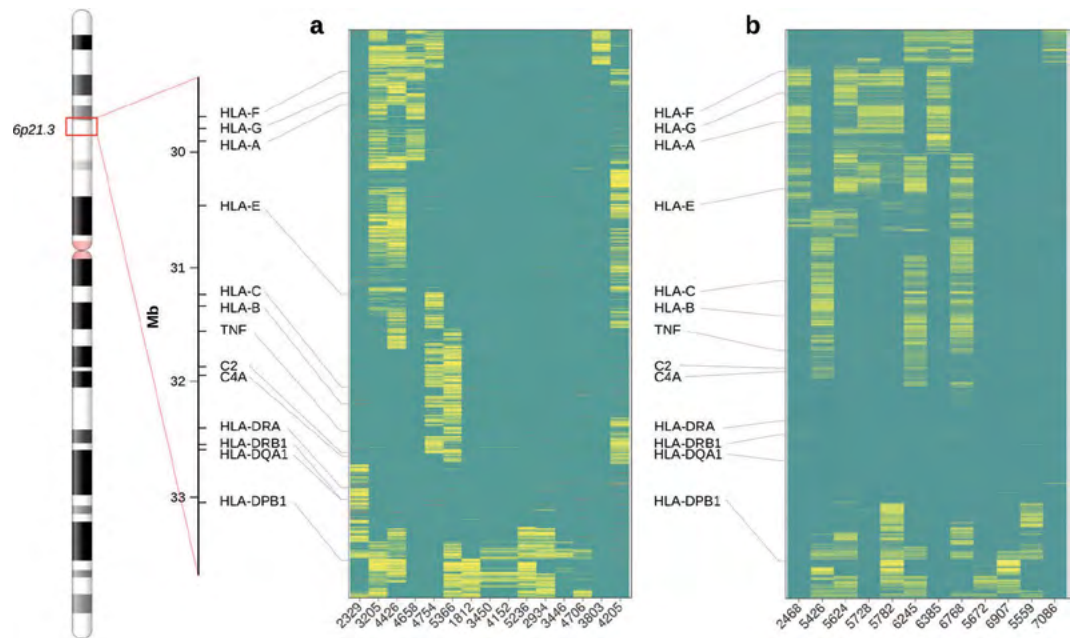 a
b
6p21.3
Mb
30
31
32
33
HLA-F
HLA-G
HLA-A
HLA-E
HLA-C
HLA-B
TNF
C2
C4A
HLA-DRA
HLA-DRB1
HLA-DQA1
HLA-DPB1
HLA-F
HLA-G
HLA-A
HLA-E
HLA-C
HLA-B
TNF
C2
C4A
HLA-DRA
HLA-DRB1
HLA-DQA1
HLA-DPB1
2329
3205
4426
4658
4754
5366
1812
3450
4152
5236
2934
3446
4706
3803
4205
2468
5426
5624
5728
5782
6245
6385
6768
5672
6907
5559
7086